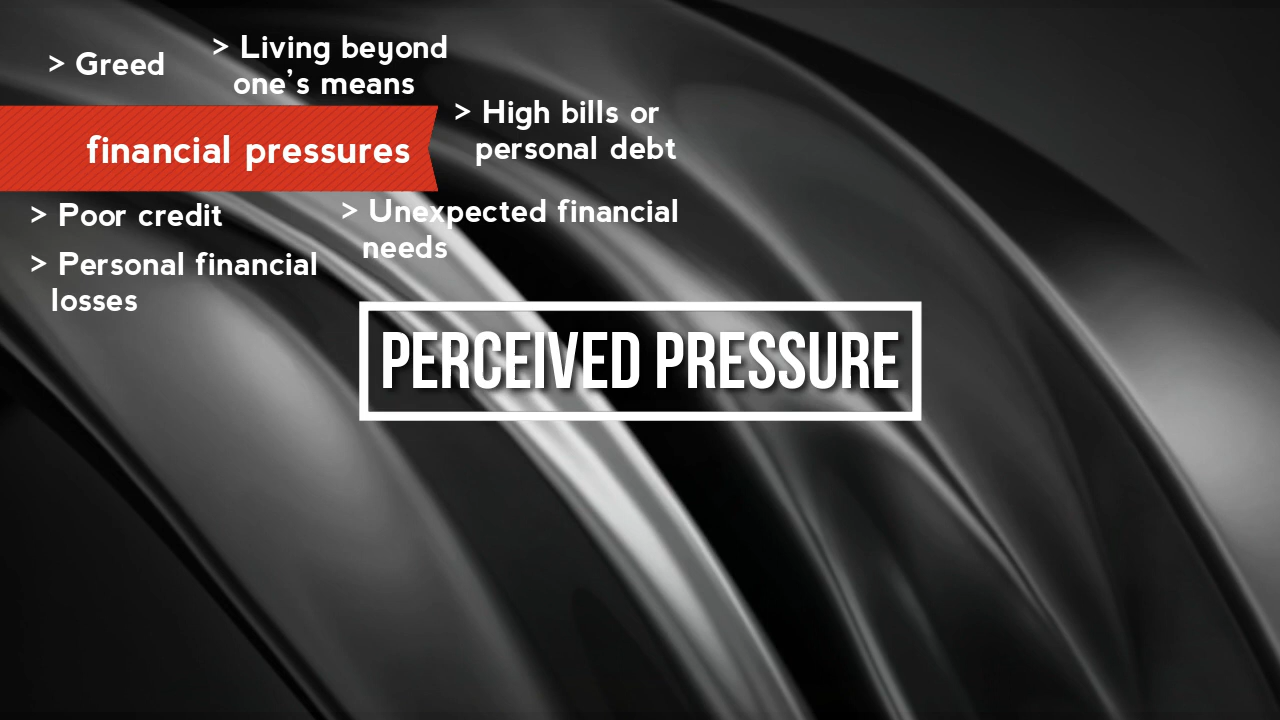 > Greed
> Living beyond
one's means
> High bills or
personal debt
financial pressures
> Poor credit
> Unexpected financial
needs
> Personal financial
losses
PERCEIVED PRESSURE